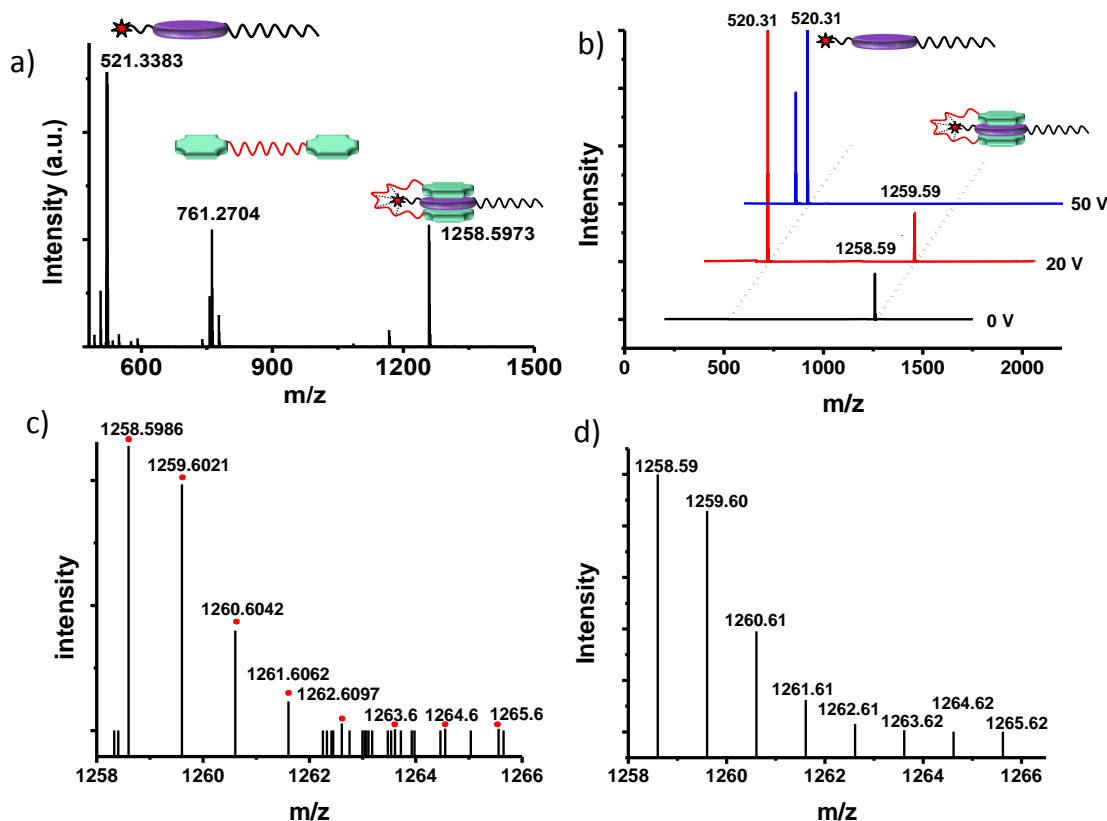 a)
521.3383
761.2704
1258.5973
Intensity (a.u.)
600
900
1200
1500
m/z
b)
520.31
520.31
1259.59
50 V
1258.59
20 V
0 V
Intensity
0
500
1000
1500
2000
m/z
c)
1258.5986
1259.6021
1260.6042
1261.6062
1262.6097
1263.6
1264.6
1265.6
intensity
1258
1260
1262
1264
1266
m/z
d)
1258.59
1259.60
1260.61
1261.61
1262.61
1263.62
1264.62
1265.62
Intensity
1258
1260
1262
1264
1266
m/z